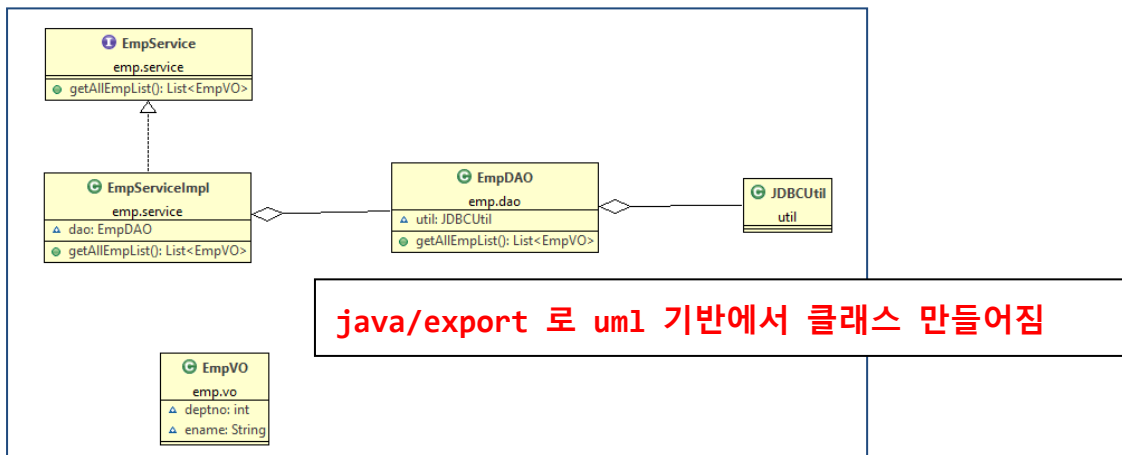 EmpService
emp.service
getAllEmpList(): List<EmpVO>
EmpServiceImpl
emp.service
dao: EmpDAO
getAllEmpList(): List<EmpVO>
EmpDAO
emp.dao
util: JDBCUtil
getAllEmpList(): List<EmpVO>
JDBCUtil
util
java/export 로 uml 기반에서 클래스 만들어짐
EmpVO
emp.vo
deptno: int
ename: String